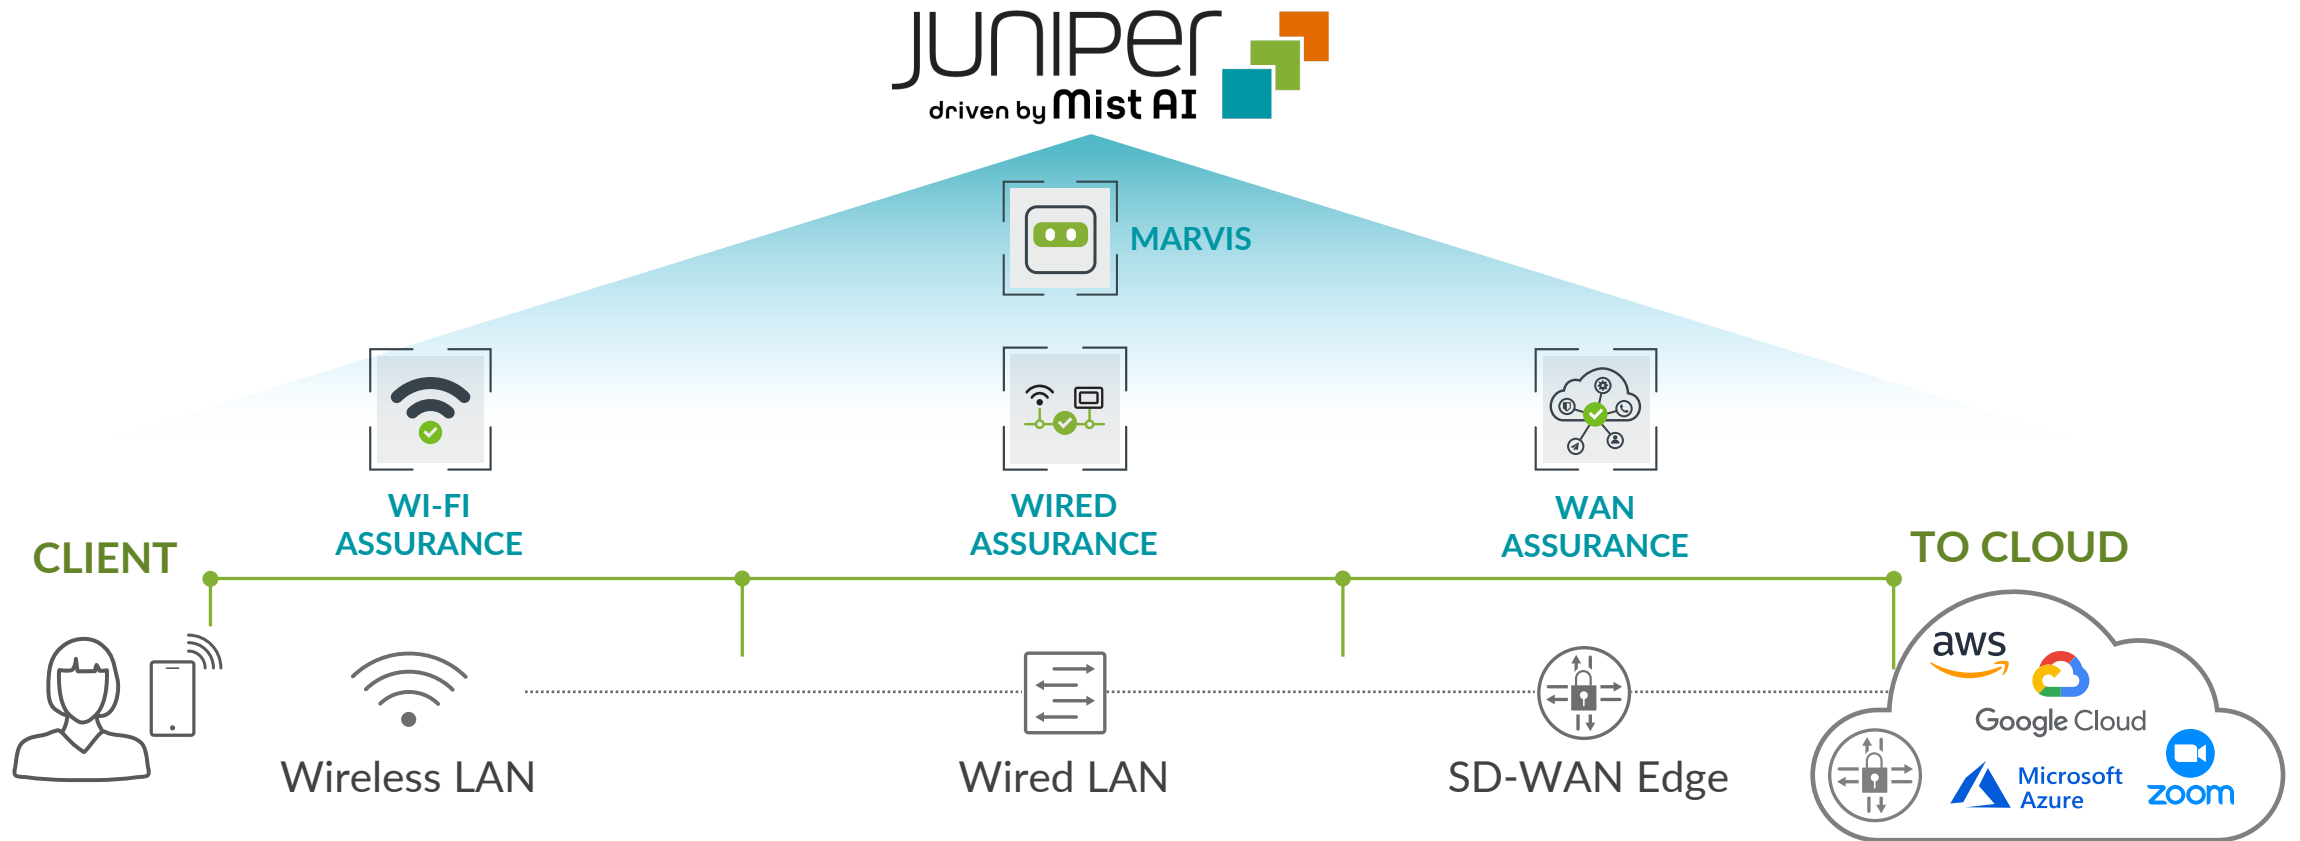 JUNIPer
driven by Mist AI
MARVIS
WI-FI
ASSURANCE
WIRED
ASSURANCE
WAN
ASSURANCE
CLIENT
TO CLOUD
aws
Google Cloud
Microsoft
Azure
zoom
Wireless LAN
Wired LAN
SD-WAN Edge